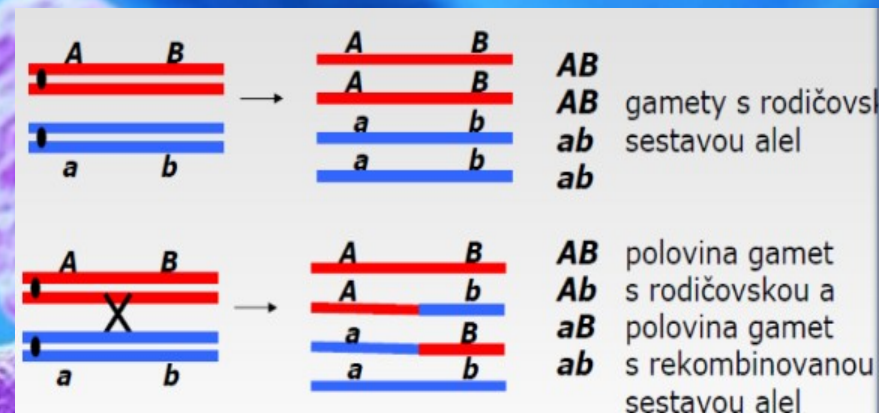 A B
a b
A B
A B
a b
a b
AB
AB gamety s
ab sestavou alel
ab
A B
a b
A B
A b
a B
a b
AB polovina gamet
Ab s rodičovskou a
aB polovina gamet
ab s rekombinovanou
sestavou alel